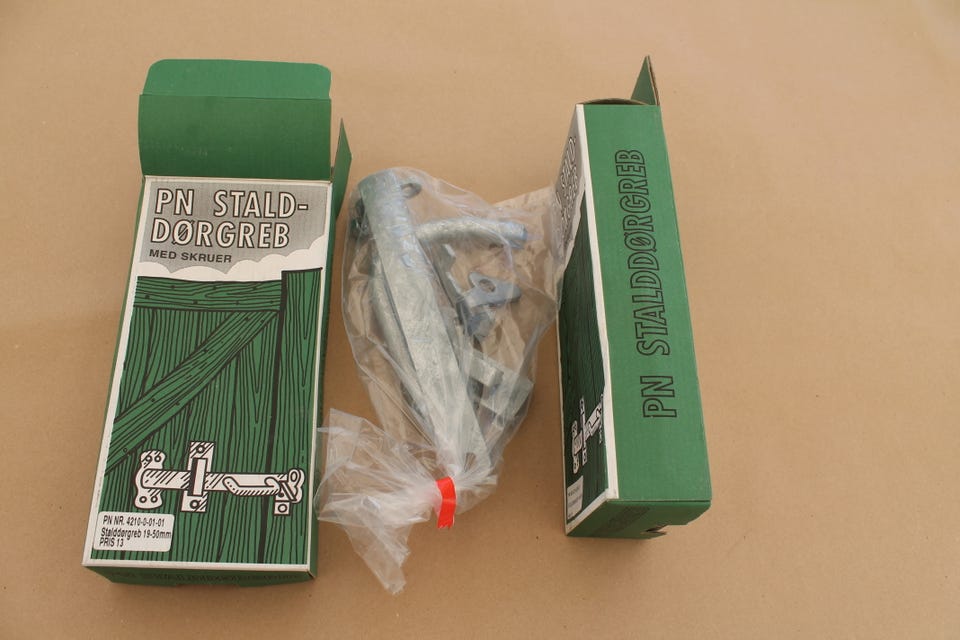 PN STALD-
DØRGREB
MED SKRUER
PN NR. 4210-0-01-01
Stalddørgreb 19-50mm
PRIS 13
PN STALDDØRGREB